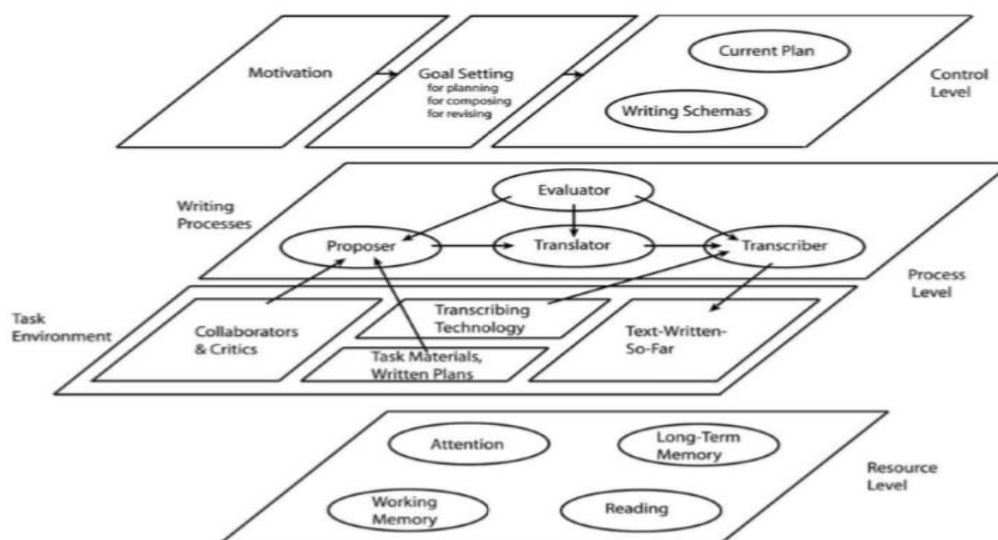 Motivation
Goal Setting
for planning
for composing
for revising
Current Plan
Writing Schemas
Control
Level
Writing
Processes
Evaluator
Proposer
Translator
Transcriber
Process
Level
Task
Environment
Collaborators
& Critics
Transcribing
Technology
Task Materials,
Written Plans
Text-Written-
So-Far
Attention
Long-Term
Memory
Working
Memory
Reading
Resource
Level